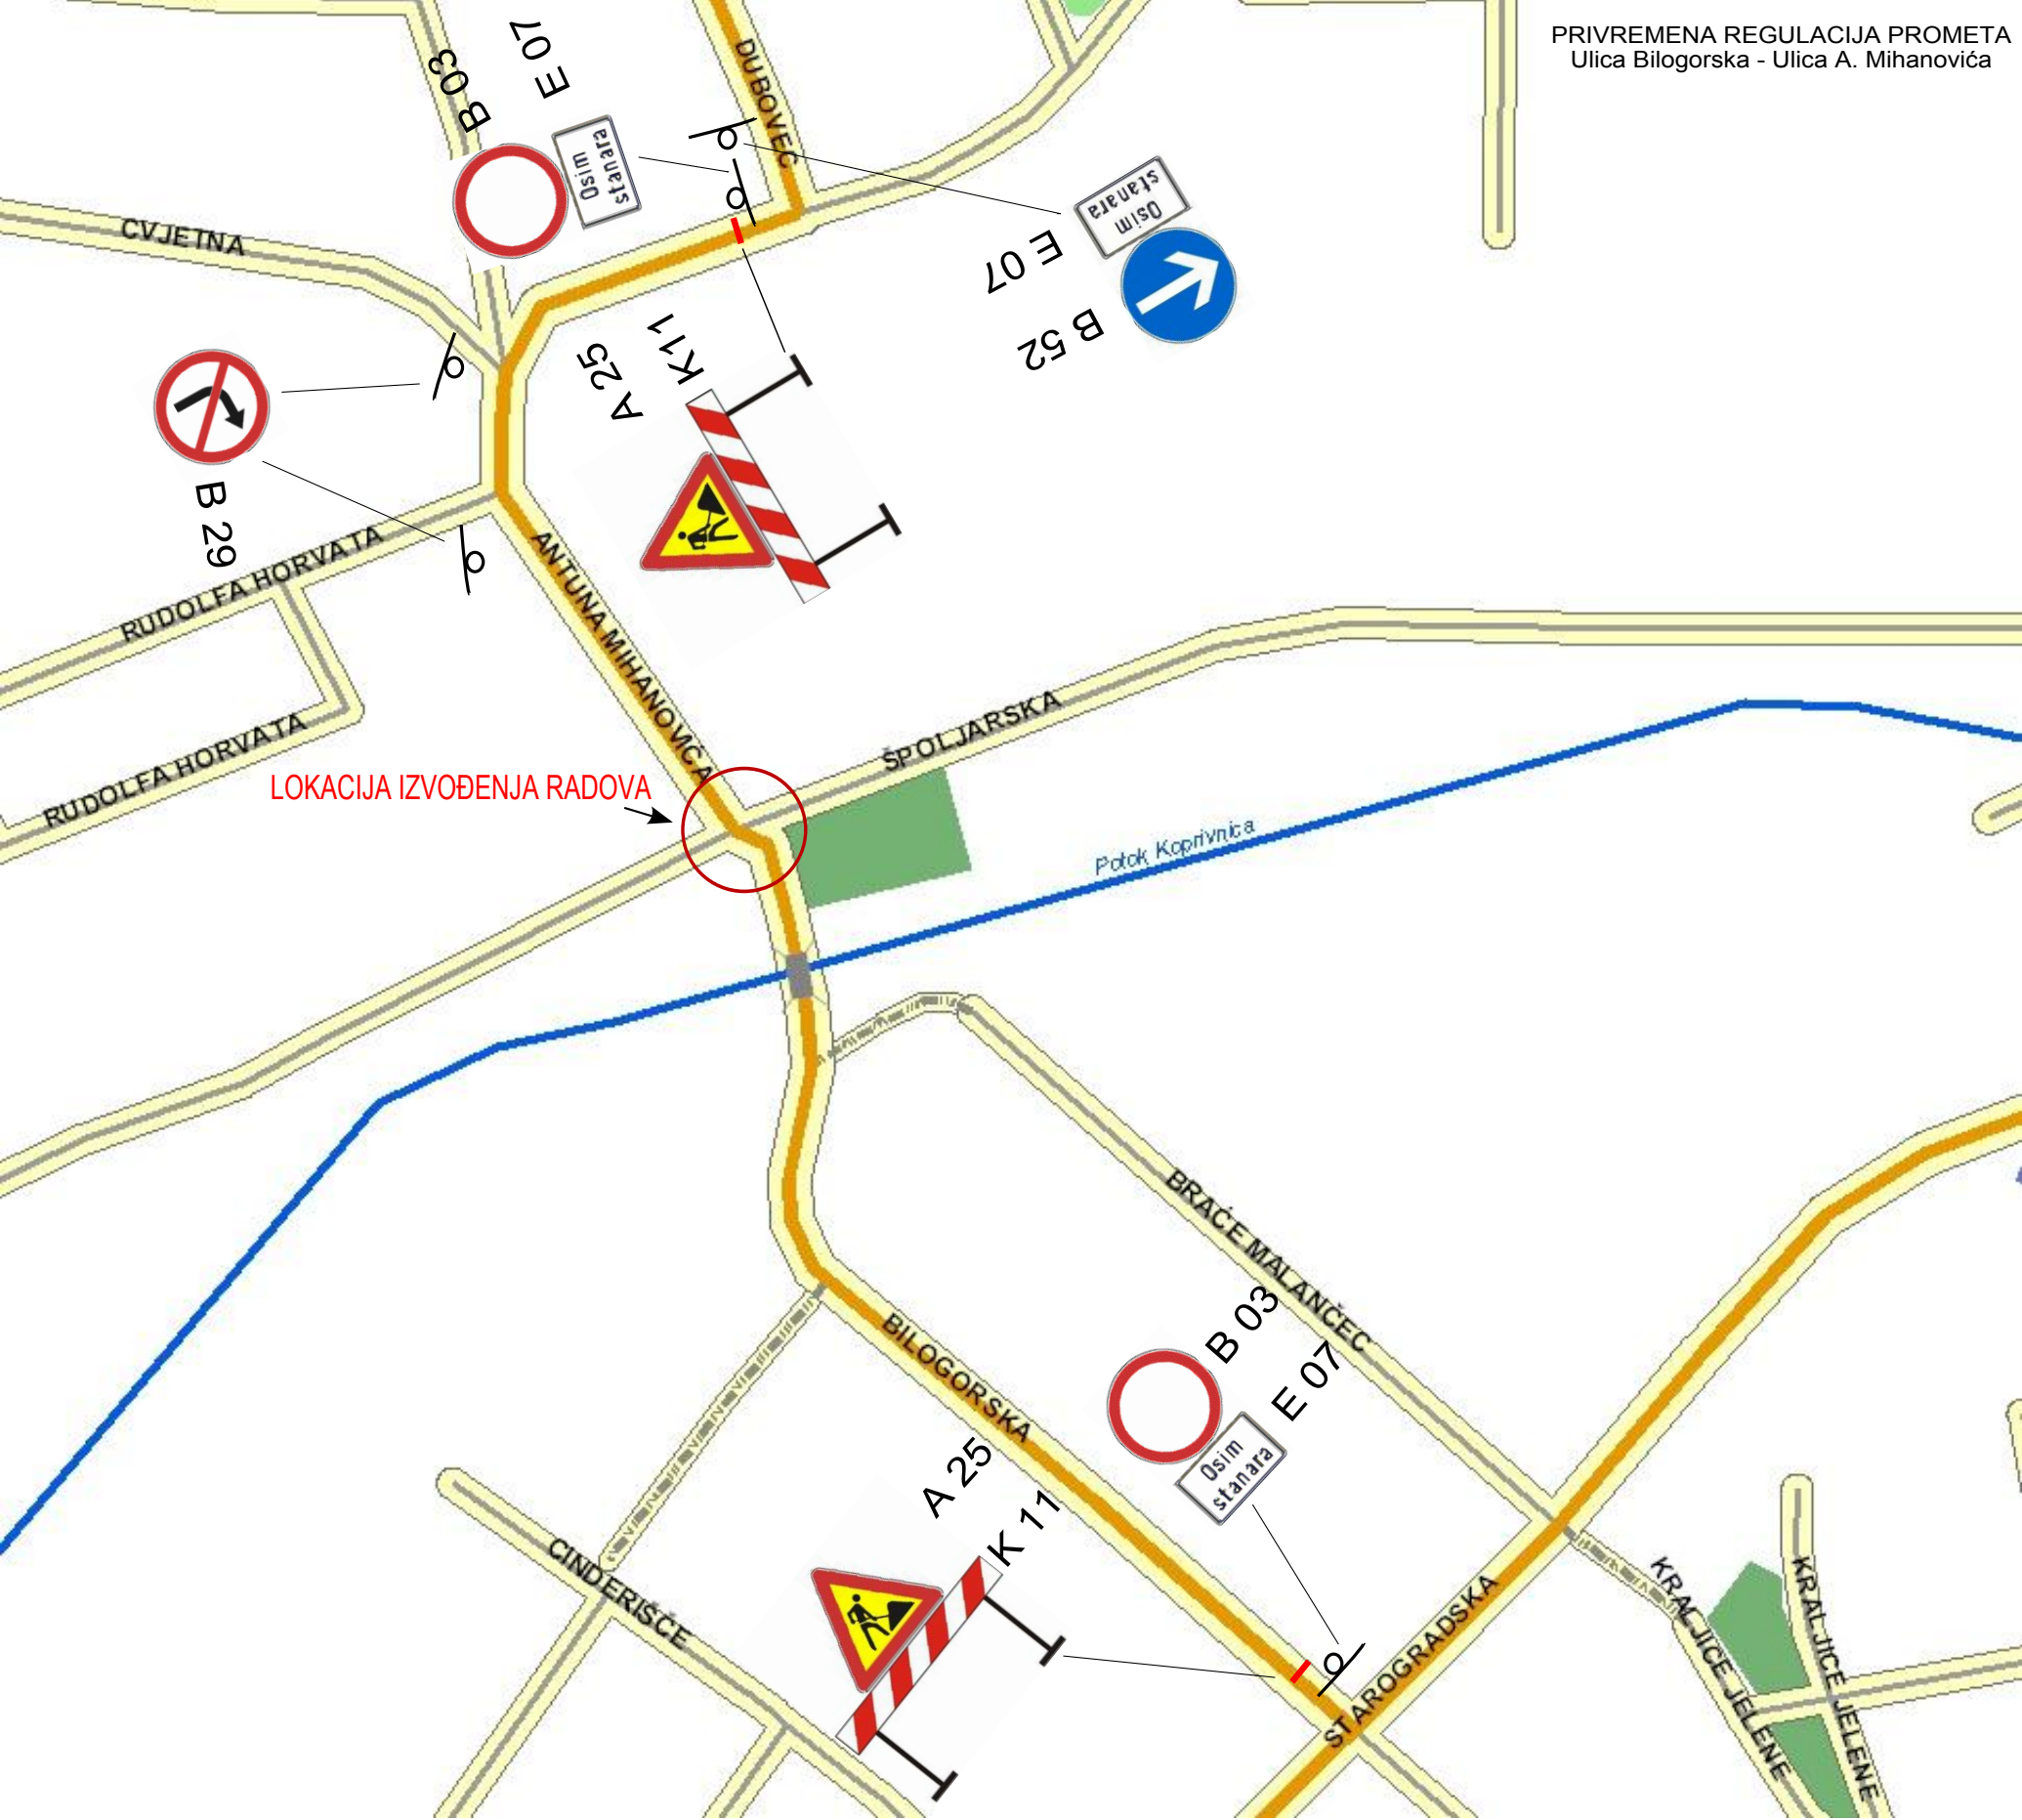 PRIVREMENA REGULACIJA PROMETA
Ulica Bilogorska - Ulica A. Mihanovića
E 07
B 03
Osim
stanara
DUBOVEC
CVJETNA
Osim
stanara
E 07
B 52
K11
A 25
B 29
RUDOLFA HORVATA
ANTUNA MIHANOVIĆA
ŠPOLJARSKA
RUDOLFA HORVATA
LOKACIJA IZVOĐENJA RADOVA
Potok Koprivnica
BRAĆE MALANČEC
BILOGORSKA
B 03
E 07
Osim
stanara
A 25
K 11
CINDERIŠČE
STAROGRADSKA
KRALJICE JELENE
KRALJICE JELENE